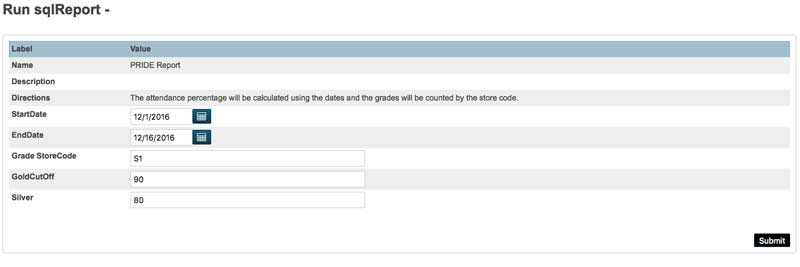 Run sqlReport -
Label Value
Name PRIDE Report
Description
Directions The attendance percentage will be calculated using the dates and the grades will be counted by the store code.
StartDate 12/1/2016
EndDate 12/16/2016
Grade StoreCode S1
GoldCutOff 90
Silver 80
Submit